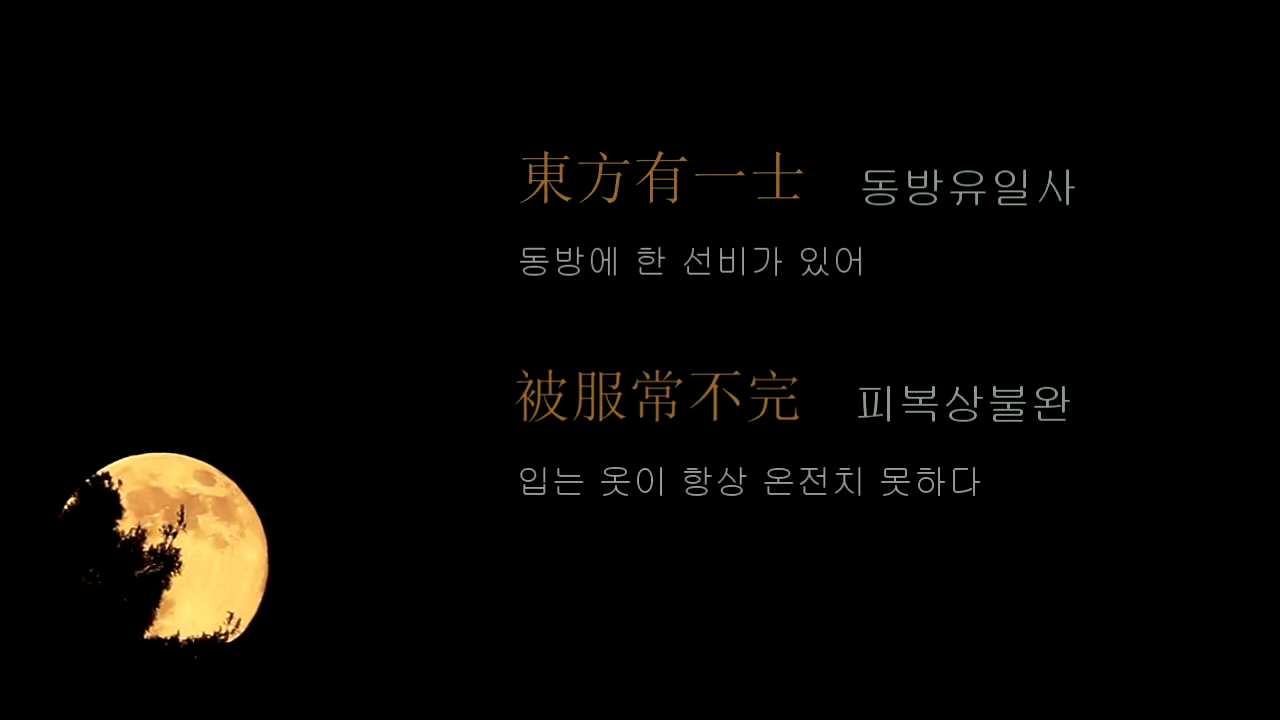 東方有一士 동방유일사
동방에 한 선비가 있어
被服常不完 피복상불완
입는 옷이 항상 온전치 못하다